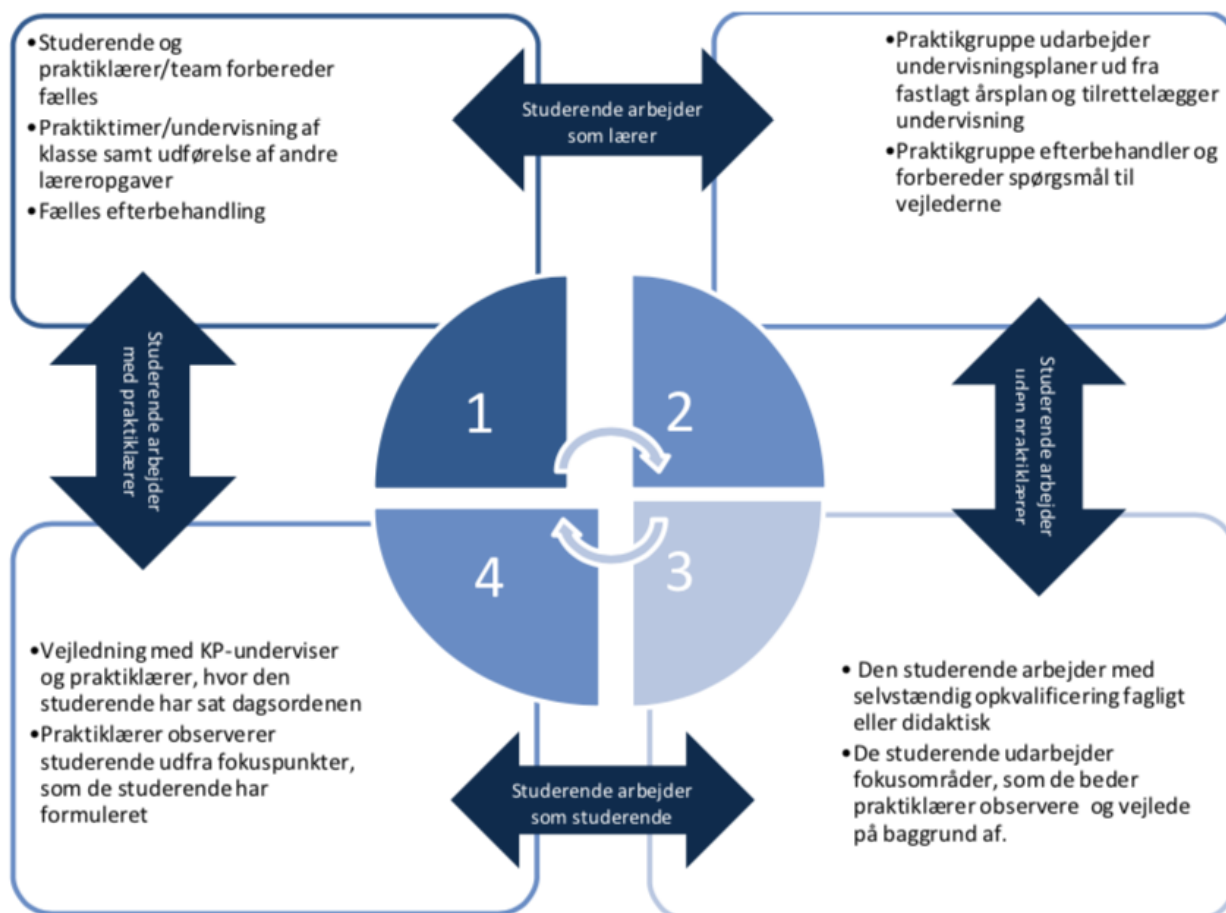 •Studerende og
praktiklærer/team forbereder
fælles
•Praktiktimer/undervisning af
klasse samt udførelse af andre
læreropgaver
•Fælles efterbehandling
Studerende arbejder
som lærer
•Praktikgruppe udarbejder
undervisningsplaner ud fra
fastlagt årsplan og tilrettelægger
undervisning
•Praktikgruppe efterbehandler og
forbereder spørgsmål til
vejlederne
Studerende arbejder
med praktiklærer
1
2
Studerende arbejder
uden praktiklærer
4
3
•Vejledning med KP-underviser
og praktiklærer, hvor den
studerende har sat dagsordenen
•Praktiklærer observerer
studerende udfra fokuspunkter,
som de studerende har
formuleret
Studerende arbejder
som studerende
• Den studerende arbejder med
selvstændig opkvalificering fagligt
eller didaktisk
• De studerende udarbejder
fokusområder, som de beder
praktiklærer observere og vejlede
på baggrund af.